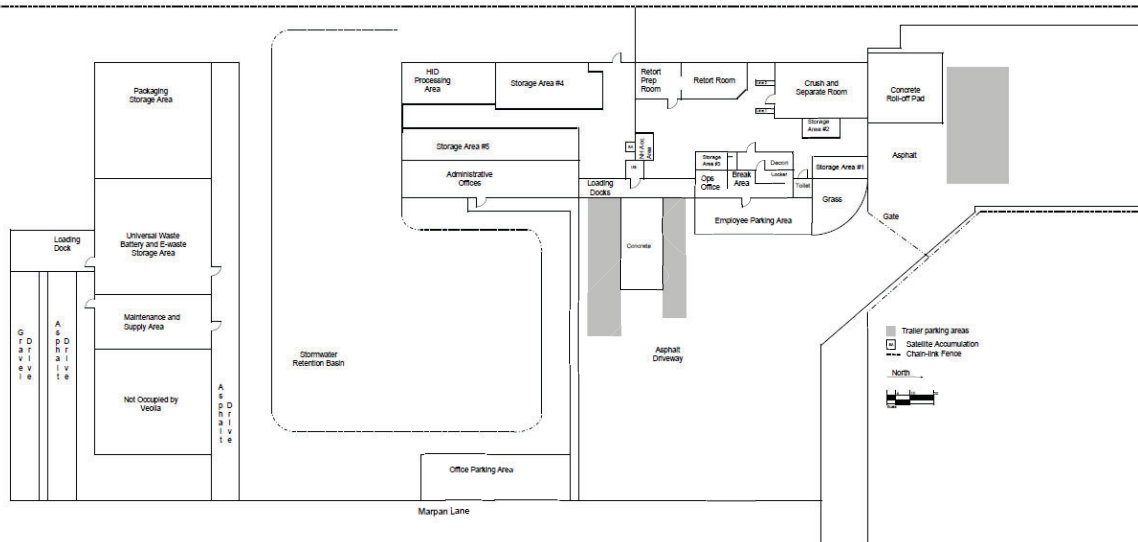 Packaging
Storage Area
HID
Processing
Area
Storage Area #4
Retort
Prep
Room
Retort Room
Crush and
Separate Room
Concrete
Roll-off Pad
Storage
Area #2
Asphalt
Storage Area #5
NH Acc
Area
Administrative
Offices
Loading
Docks
Storage
Area #3
Ops
Office
Break
Area
Decon
Locker
Toilet
Storage Area #1
Grass
Employee Parking Area
Gate
Loading
Dock
Universal Waste
Battery and E-waste
Storage Area
Concrete
Maintenance and
Supply Area
Gravel
Drive
Asphalt
Drive
Stormwater
Retention Basin
Asphalt
Driveway
Trailer parking areas
SA
Satellite Accumulation
Chain-link Fence
North
Not Occupied by
Veolia
Asphalt
Drive
Office Parking Area
Marpan Lane